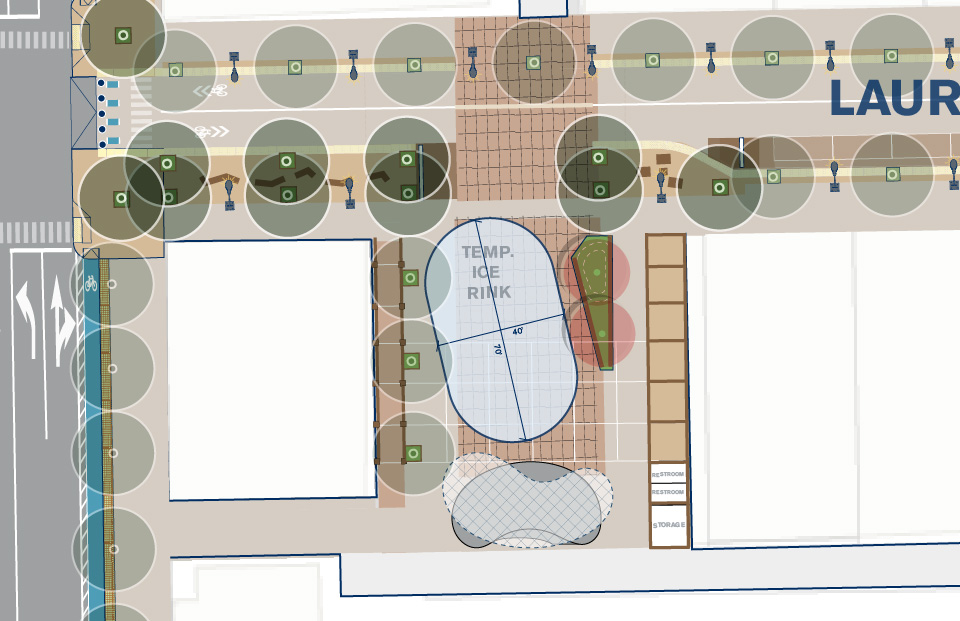 LAUR
TEMP.
ICE
RINK
40'
70'
RESTROOM
RESTROOM
STORAGE